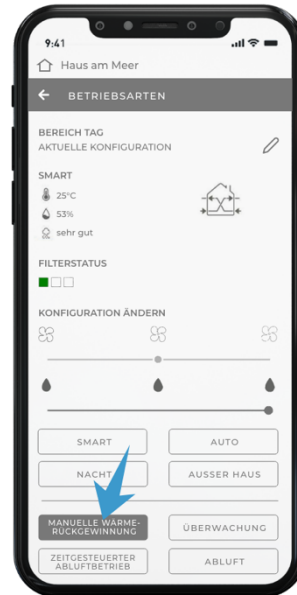 9:41
Haus am Meer
BETRIEBSARTEN
BEREICH TAG
AKTUELLE KONFIGURATION
SMART
25°C
53%
sehr gut
FILTERSTATUS
KONFIGURATION ÄNDERN
SMART
AUTO
NACHT
AUSSER HAUS
MANUELLE WÄRME-
RÜCKGEWINNUNG
ÜBERWACHUNG
ZEITGESTEUERTER
ABLUFTBETRIEB
ABLUFT